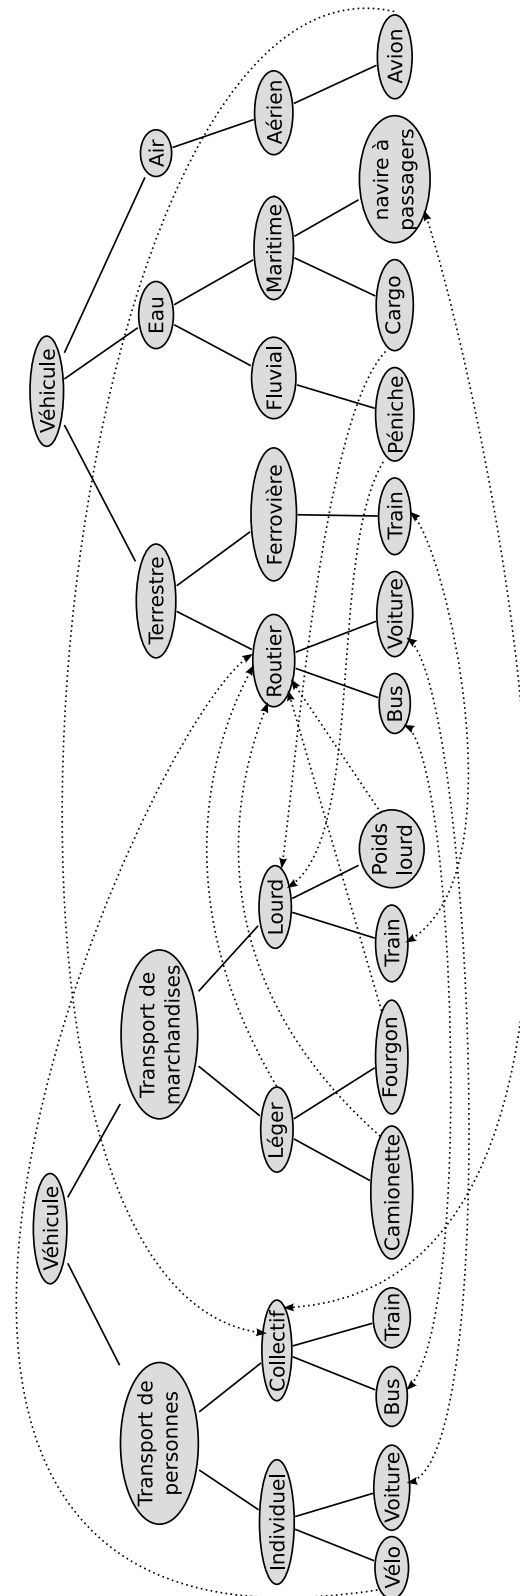 Véhicule
Transport de
personnes
Transport de
marchandises
Individuel
Collectif
Léger
Lourd
Vélo
Voiture
Bus
Train
Camionette
Fourgon
Train
Poids
lourd
Véhicule
Terrestre
Eau
Air
Routier
Ferrovière
Fluvial
Maritime
Aérien
Bus
Voiture
Train
Péniche
Cargo
navire à
passagers
Avion